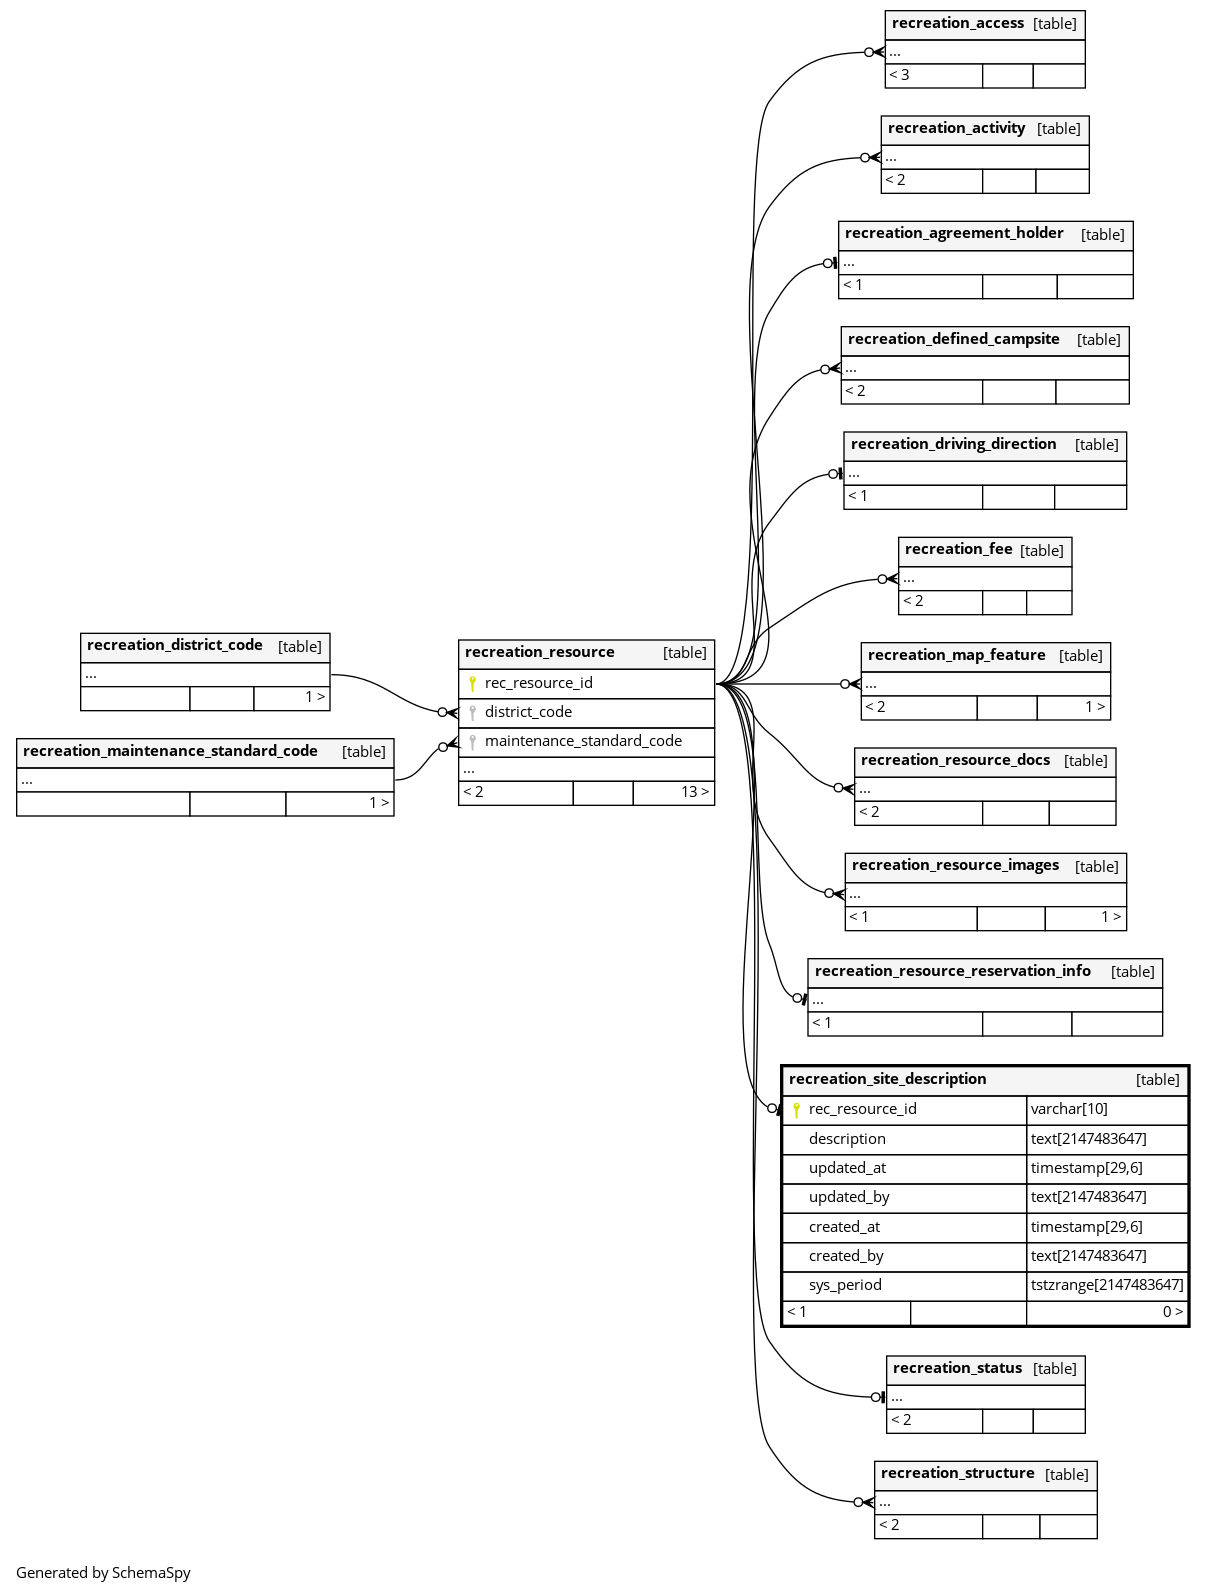 recreation_access [table]
...
< 3
recreation_activity [table]
...
< 2
recreation_agreement_holder [table]
...
< 1
recreation_defined_campsite [table]
...
< 2
recreation_driving_direction [table]
...
< 1
recreation_fee [table]
...
< 2
recreation_district_code [table]
...
1 >
recreation_maintenance_standard_code [table]
...
1 >
recreation_resource [table]
rec_resource_id
district_code
maintenance_standard_code
...
< 2 13 >
recreation_map_feature [table]
...
< 2 1 >
recreation_resource_docs [table]
...
< 2
recreation_resource_images [table]
...
< 1 1 >
recreation_resource_reservation_info [table]
...
< 1
recreation_site_description [table]
rec_resource_id varchar[10]
description text[2147483647]
updated_at timestamp[29,6]
updated_by text[2147483647]
created_at timestamp[29,6]
created_by text[2147483647]
sys_period tstzrange[2147483647]
< 1 0 >
recreation_status [table]
...
< 2
recreation_structure [table]
...
< 2
Generated by SchemaSpy